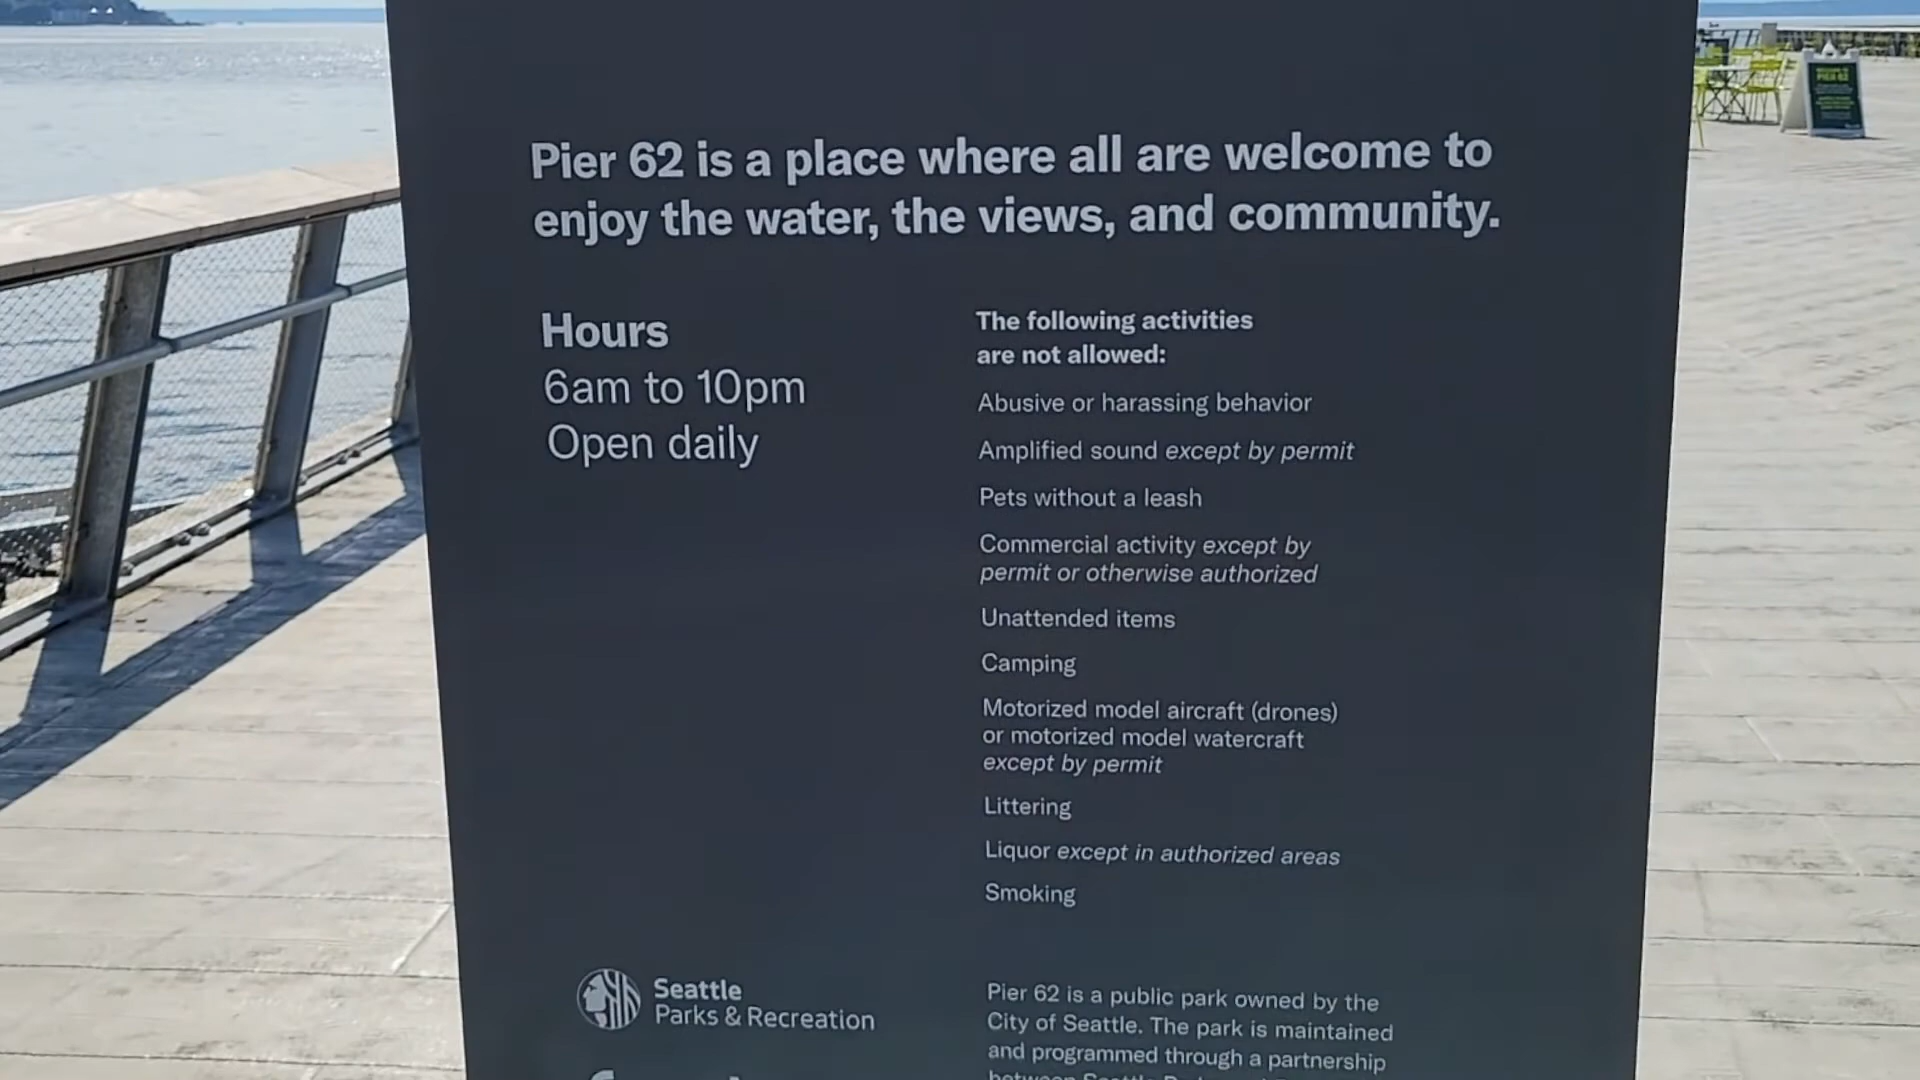 Pier 62 is a place where all are welcome to
enjoy the water, the views, and community.
Hours
6am to 10pm
Open daily
The following activities
are not allowed:
Abusive or harassing behavior
Amplified sound except by permit
Pets without a leash
Commercial activity except by
permit or otherwise authorized
Unattended items
Camping
Motorized model aircraft (drones)
or motorized model watercraft
except by permit
Littering
Liquor except in authorized areas
Smoking
Seattle
Parks & Recreation
Pier 62 is a public park owned by the
City of Seattle. The park is maintained
and programmed through a partnership
WELCOME TO
PIER 62